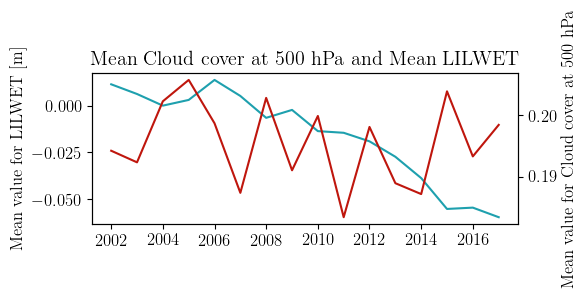 Mean Cloud cover at 500 hPa and Mean LILWET
Mean value for LILWET [m]
0.000
−0.025
−0.050
0.20
0.19
Mean value for Cloud cover at 500 hPa
2002 2004 2006 2008 2010 2012 2014 2016